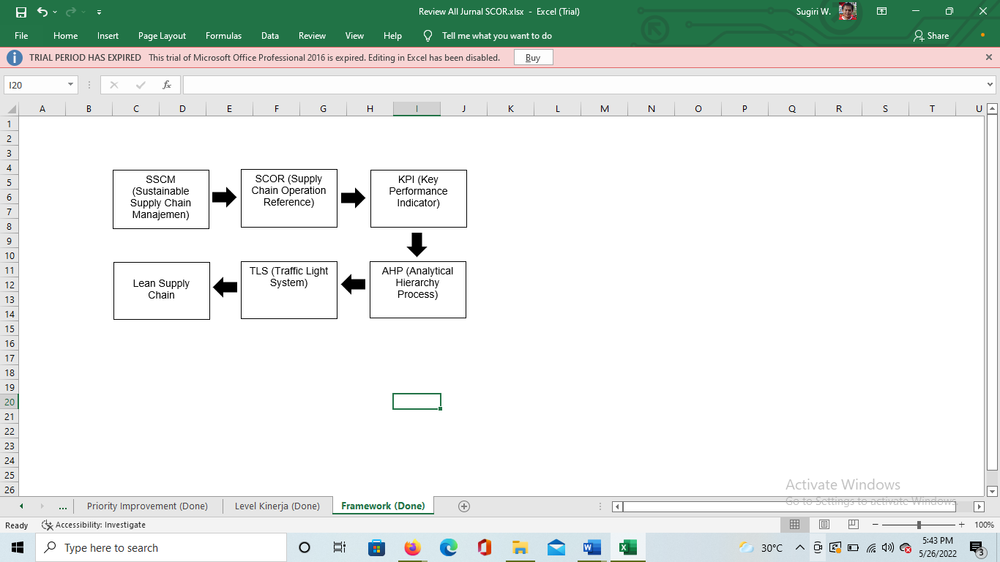 Review All Jurnal SCOR.xlsx - Excel (Trial)
Sugiri W.
File Home Insert Page Layout Formulas Data Review View Help Tell me what you want to do Share
TRIAL PERIOD HAS EXPIRED This trial of Microsoft Office Professional 2016 is expired. Editing in Excel has been disabled. Buy
I20 fx
A B C D E F G H I J K L M N O P Q R S T U
1
2
3
4
5
6
7
8
9
10
11
12
13
14
15
16
17
18
19
20
21
22
23
24
25
26
SSCM
(Sustainable
Supply Chain
Manajemen)
SCOR (Supply
Chain Operation
Reference)
KPI (Key
Performance
Indicator)
AHP (Analytical
Hierarchy
Process)
TLS (Traffic Light
System)
Lean Supply
Chain
Activate Windows
Go to Settings to activate Windows.
... Priority Improvement (Done) Level Kinerja (Done) Framework (Done)
Ready Accessibility: Investigate 100%
Type here to search
30°C
5:43 PM
5/26/2022
3